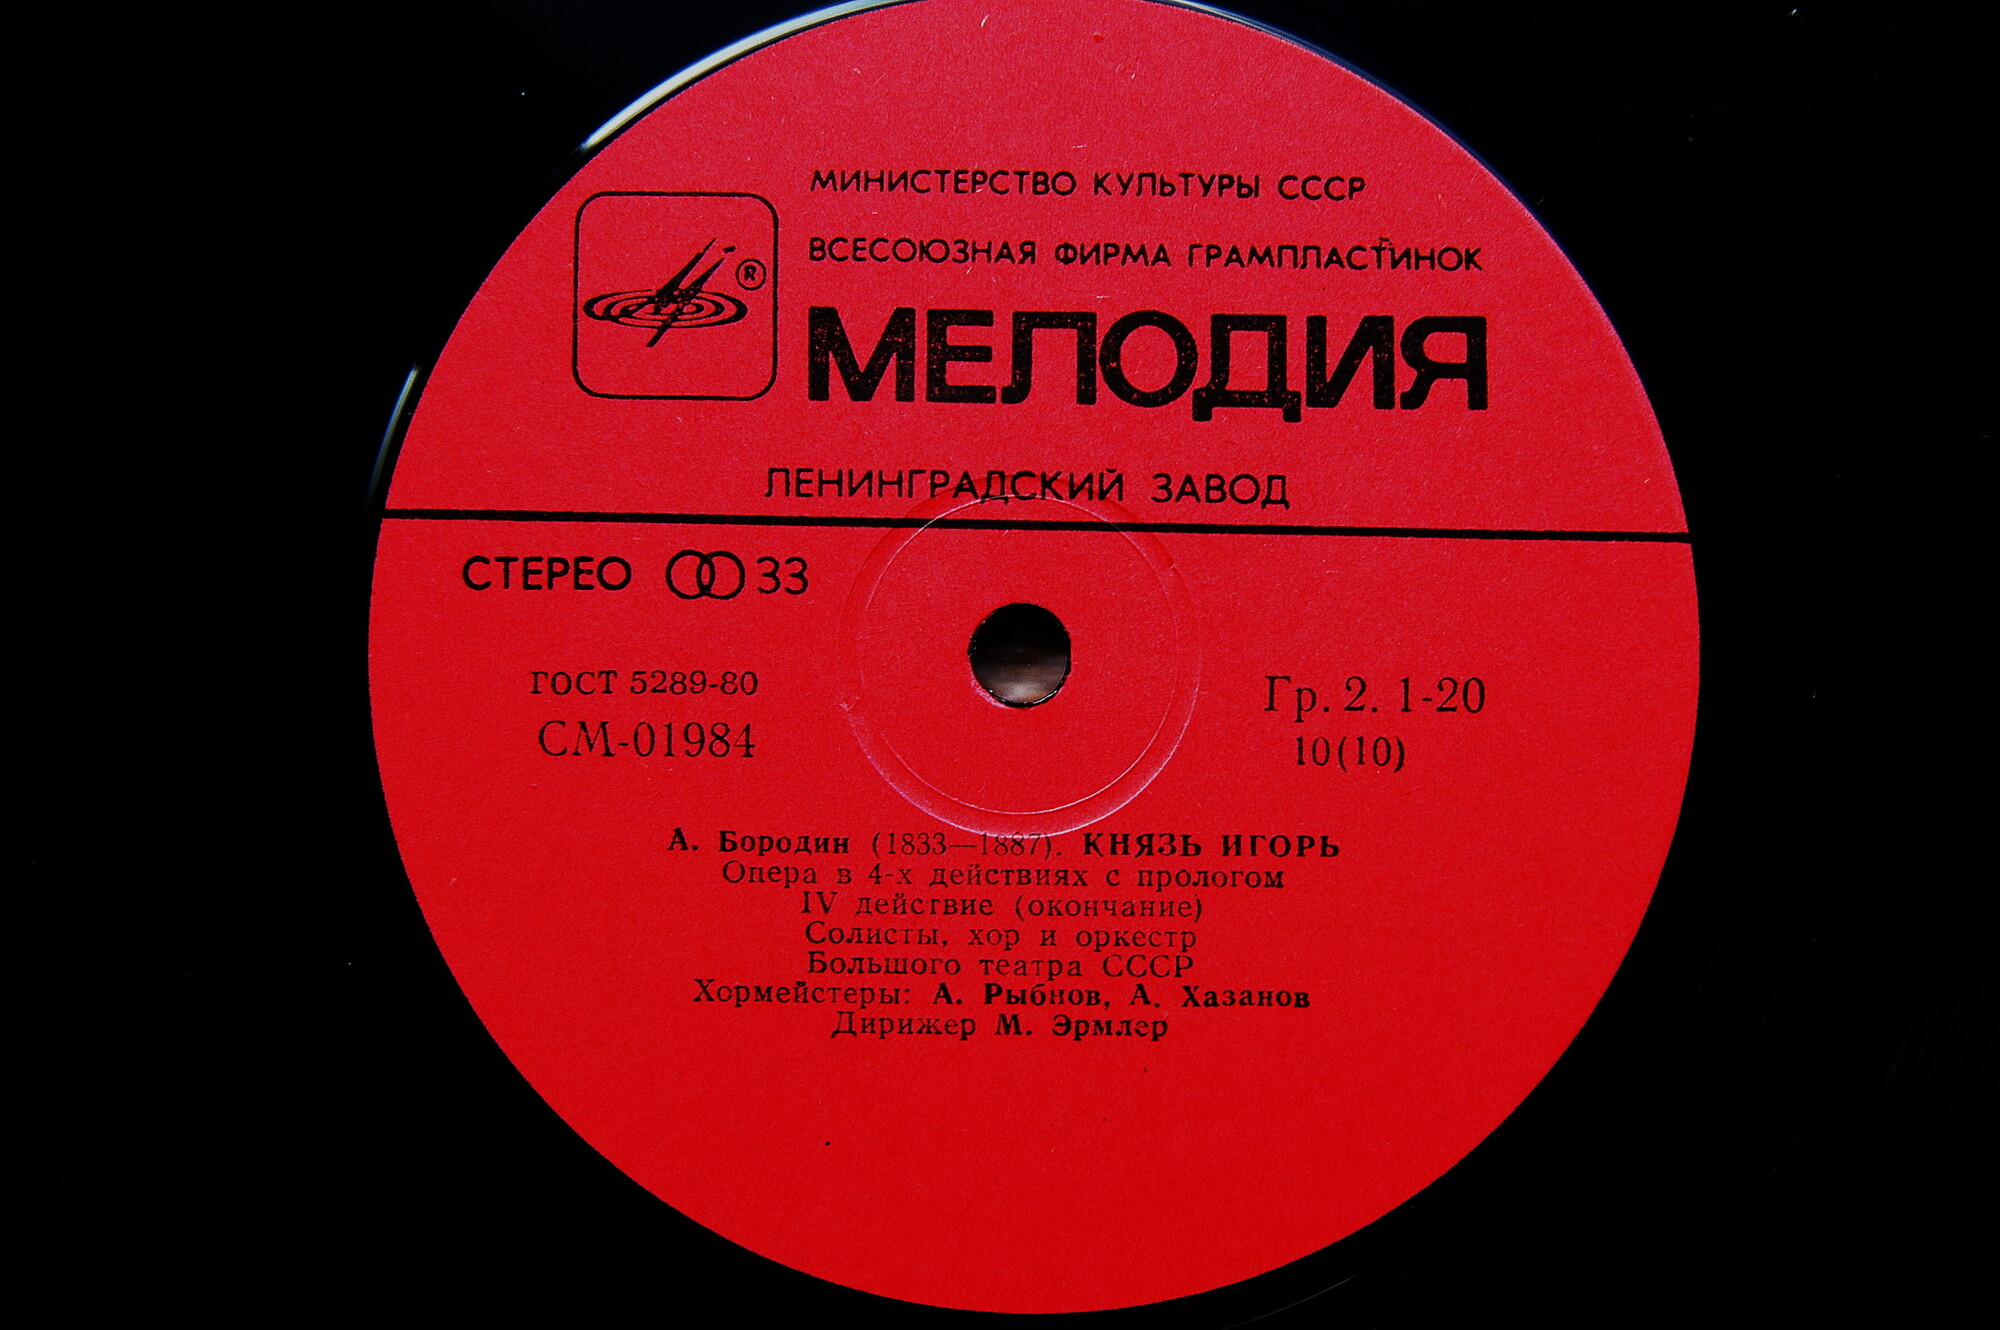 МИНИСТЕРСТВО КУЛЬТУРЫ СССР
ВСЕСОЮЗНАЯ ФИРМА ГРАМПЛАСТИНОК
®
МЕЛОДИЯ
ЛЕНИНГРАДСКИЙ ЗАВОД
СТЕРЕО 33
ГОСТ 5289-80
СМ-01984
Гр. 2. 1-20
10(10)
А. Бородин (1833—1887). КНЯЗЬ ИГОРЬ
Опера в 4-х действиях с прологом
IV действие (окончание)
Солисты, хор и оркестр
Большого театра СССР
Хормейстеры: А. Рыбнов, А. Хазанов
Дирижер М. Эрмлер